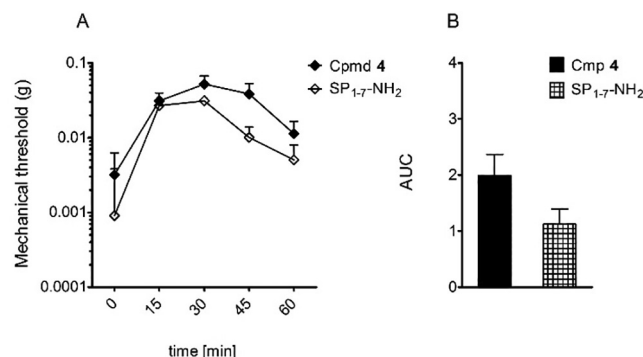 A
Cpmd 4
SP1-7-NH2
Mechanical threshold (g)
0.1
0.01
0.001
0.0001
0
15
30
45
60
time [min]
B
Cmp 4
SP1-7-NH2
AUC
4
3
2
1
0